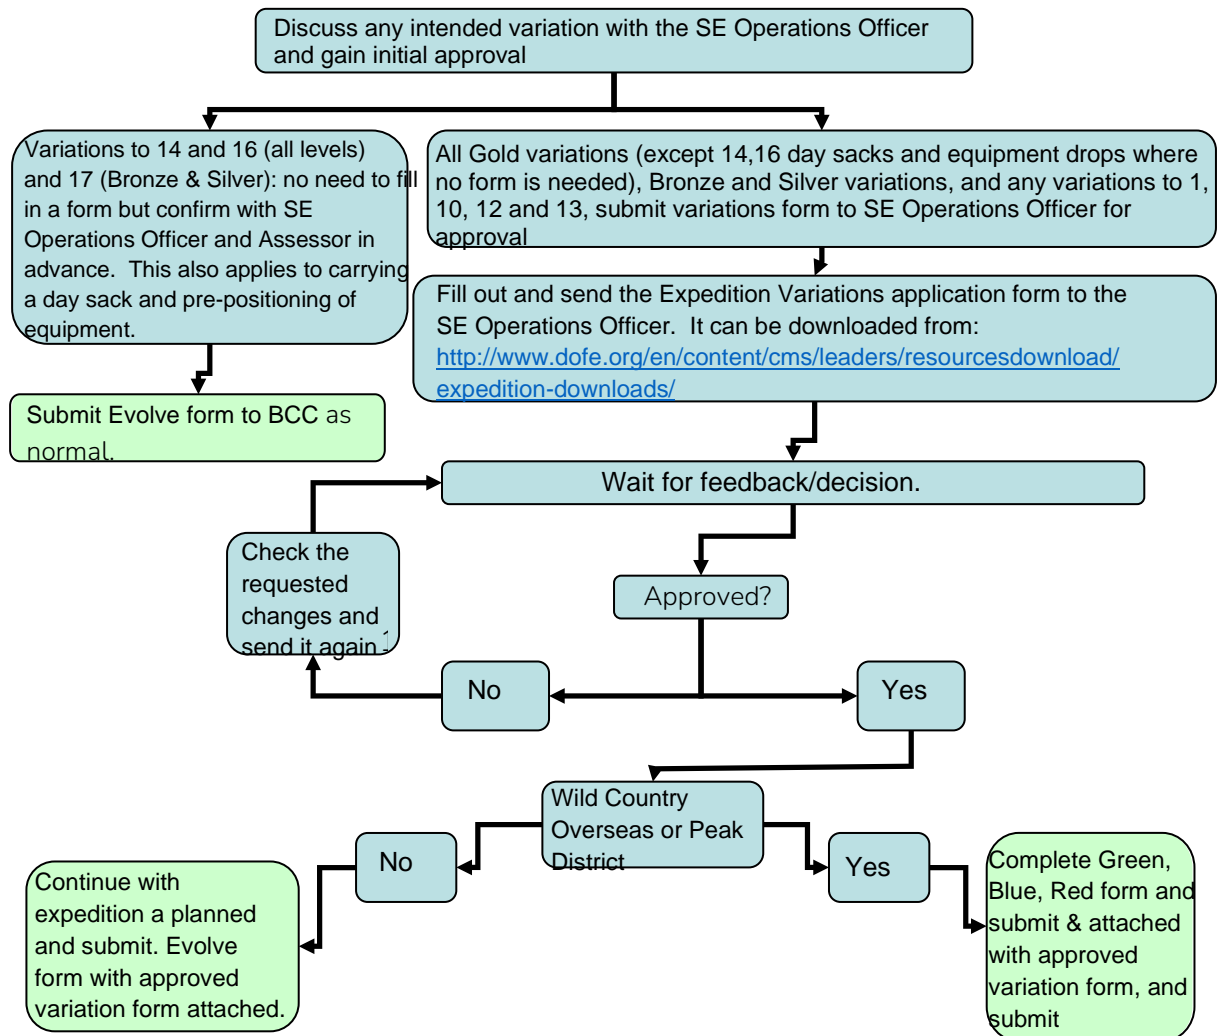 Discuss any intended variation with the SE Operations Officer
and gain initial approval
Variations to 14 and 16 (all levels)
and 17 (Bronze & Silver): no need to fill
in a form but confirm with SE
Operations Officer and Assessor in
advance.  This also applies to carrying
a day sack and pre-positioning of
equipment.
All Gold variations (except 14,16 day sacks and equipment drops where
no form is needed), Bronze and Silver variations, and any variations to 1,
10, 12 and 13, submit variations form to SE Operations Officer for
approval
Fill out and send the Expedition Variations application form to the
SE Operations Officer.  It can be downloaded from:
http://www.dofe.org/en/content/cms/leaders/resourcesdownload/
expedition-downloads/
Submit Evolve form to BCC as
normal.
Wait for feedback/decision.
Check the
requested
changes and
send it again
Approved?
No
Yes
Wild Country
Overseas or Peak
District
No
Yes
Continue with
expedition a planned
and submit. Evolve
form with approved
variation form attached.
Complete Green,
Blue, Red form and
submit & attached
with approved
variation form, and
submit